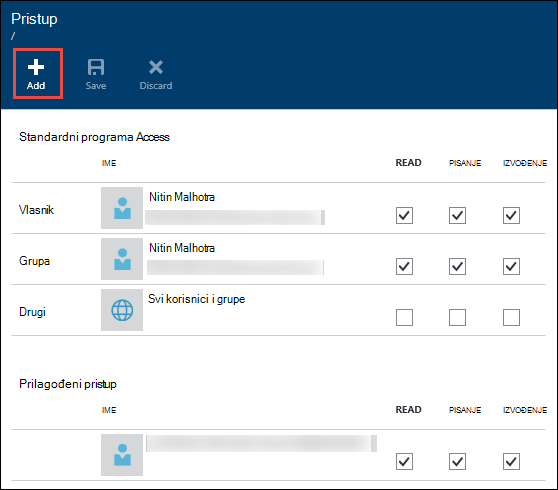 Pristup
/
Add Save Discard
Standardni programa Access
IME READ PISANJE IZVOĐENJE
Vlasnik Nitin Malhotra
Grupa Nitin Malhotra
Drugi Svi korisnici i grupe
Prilagođeni pristup
IME READ PISANJE IZVOĐENJE